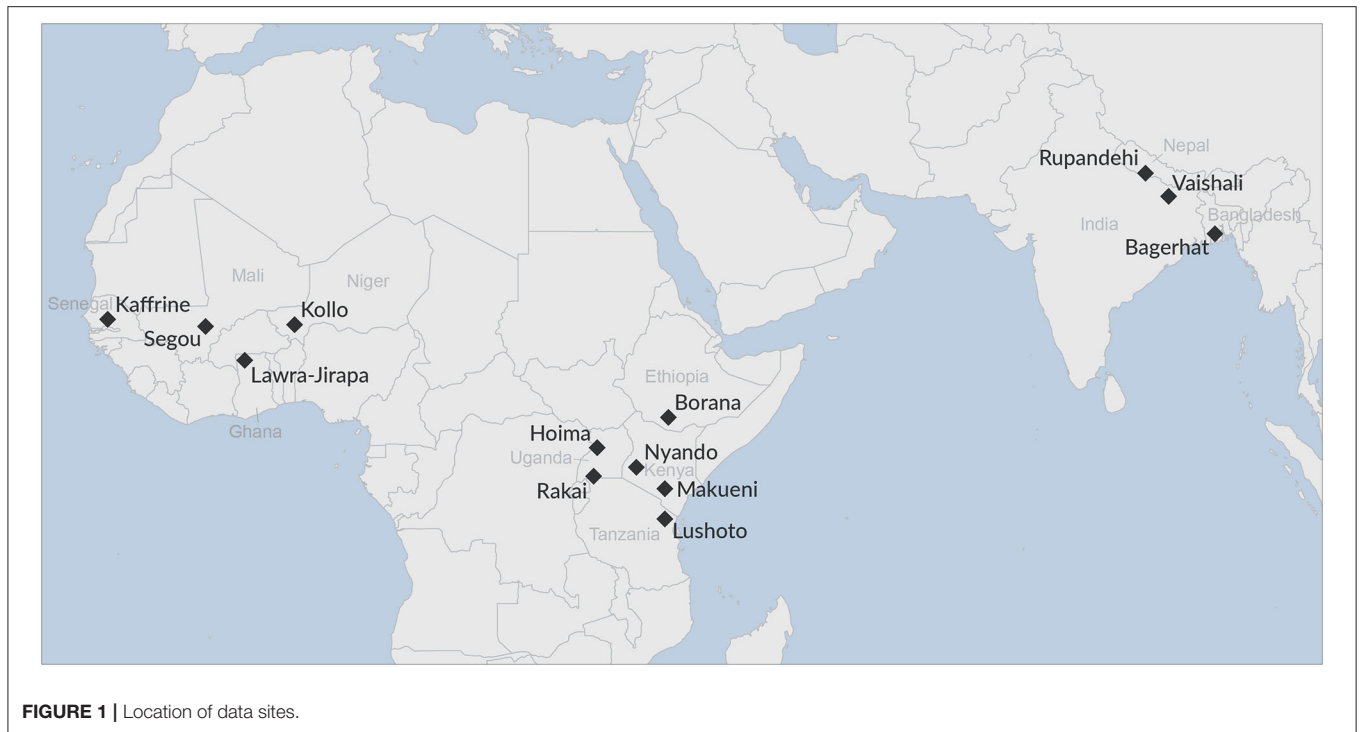 Nepal
Rupandehi
Vaishali
Bangladesh
India
Bagerhat
Mali
Niger
Senegal
Kaffrine
Kollo
Segou
Lawra-Jirapa
Ghana
Ethiopia
Borana
Hoima
Nyando
Uganda
Kenya
Rakai
Makueni
Tanzania
Lushoto
FIGURE 1 | Location of data sites.